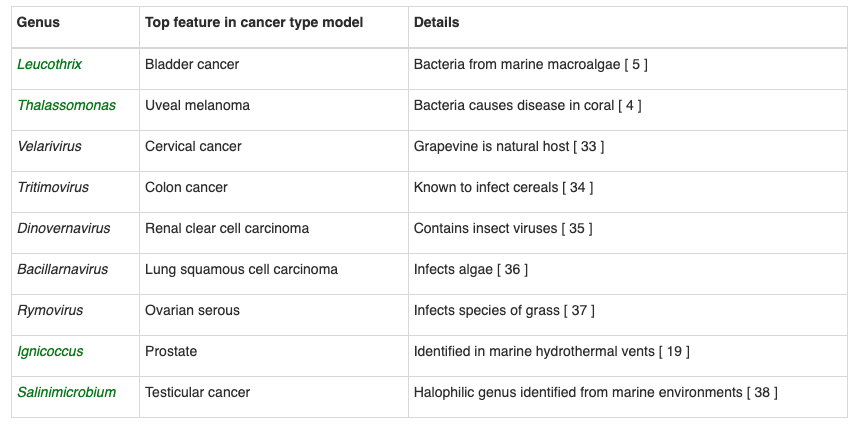 Genus Top feature in cancer type model Details
Leucothrix Bladder cancer Bacteria from marine macroalgae [ 5 ]
Thalassomonas Uveal melanoma Bacteria causes disease in coral [ 4 ]
Velarivirus Cervical cancer Grapevine is natural host [ 33 ]
Tritimovirus Colon cancer Known to infect cereals [ 34 ]
Dinovernavirus Renal clear cell carcinoma Contains insect viruses [ 35 ]
Bacillarnavirus Lung squamous cell carcinoma Infects algae [ 36 ]
Rymovirus Ovarian serous Infects species of grass [ 37 ]
Ignicoccus Prostate Identified in marine hydrothermal vents [ 19 ]
Salinimicrobium Testicular cancer Halophilic genus identified from marine environments [ 38 ]